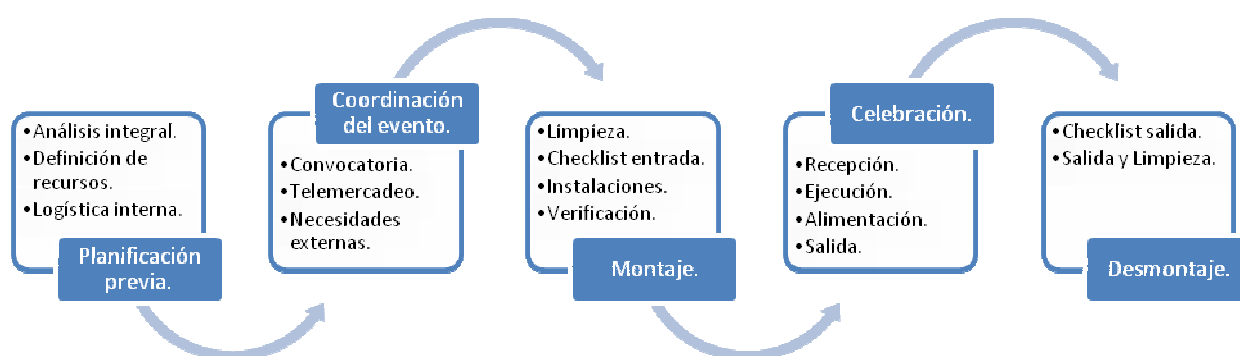 •Análisis integral.
•Definición de
recursos.
•Logística interna.
Planificación
previa.
Coordinación
del evento.
•Convocatoria.
•Telemercadeo.
•Necesidades
externas.
•Limpieza.
•Checklist entrada.
•Instalaciones.
•Verificación.
Montaje.
Celebración.
•Recepción.
•Ejecución.
•Alimentación.
•Salida.
•Checklist salida.
•Salida y Limpieza.
Desmontaje.